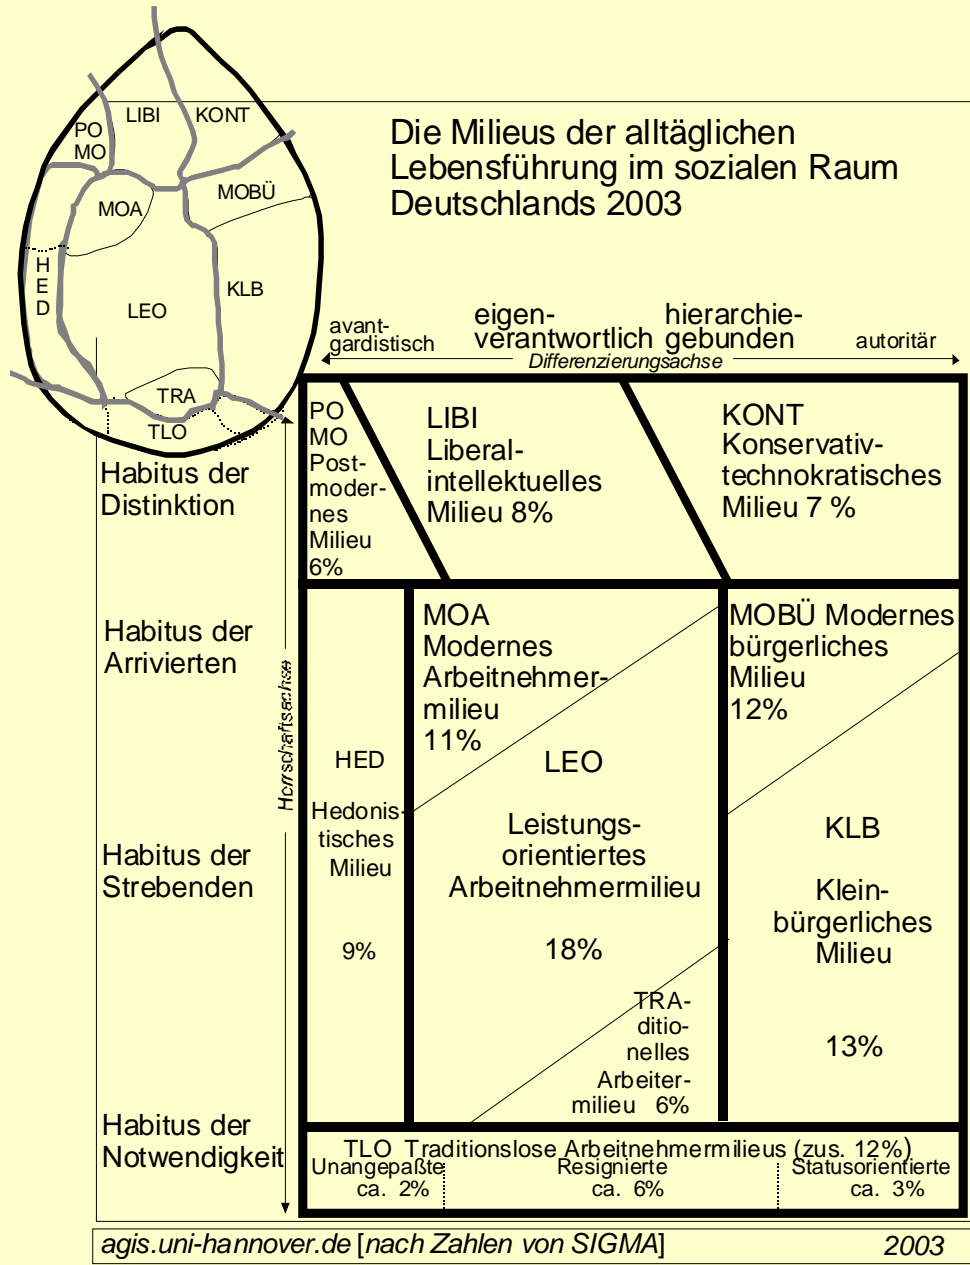 LIBI
KONT
PO
MO
MOBÜ
MOA
H
E
D
KLB
LEO
TRA
TLO
Die Milieus der alltäglichen
Lebensführung im sozialen Raum
Deutschlands 2003
avant-
gardistisch
eigen-
verantwortlich
hierarchie-
gebunden
autoritär
Differenzierungsachse
Habitus der
Distinktion
Habitus der
Arrivierten
Habitus der
Strebenden
Habitus der
Notwendigkeit
Herrschaftsachse
PO
MO
Post-
moder-
nes
Milieu
6%
LIBI
Liberal-
intellektuelles
Milieu 8%
KONT
Konservativ-
technokratisches
Milieu 7 %
HED
Hedonis-
tisches
Milieu
9%
MOA
Modernes
Arbeitnehmer-
milieu
11%
LEO
Leistungs-
orientiertes
Arbeitnehmermilieu
18%
TRA-
ditio-
nelles
Arbeiter-
milieu 6%
MOBÜ Modernes
bürgerliches
Milieu
12%
KLB
Klein-
bürgerliches
Milieu
13%
TLO Traditionslose Arbeitnehmermilieus (zus. 12%)
Unangepaßte
ca. 2%
Resignierte
ca. 6%
Statusorientierte
ca. 3%
agis.uni-hannover.de [nach Zahlen von SIGMA] 2003